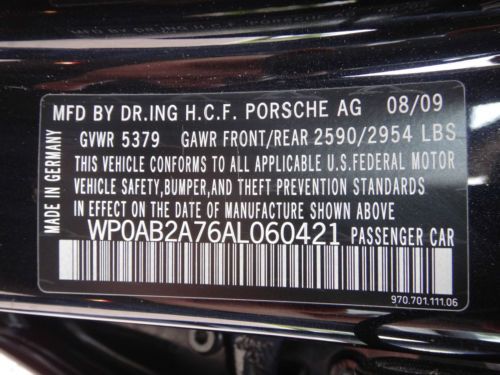 MFD BY DR.ING H.C.F. PORSCHE AG 08/09
GVWR 5379 GAWR FRONT/REAR 2590/2954 LBS
THIS VEHICLE CONFORMS TO ALL APPLICABLE U.S.FEDERAL MOTOR
VEHICLE SAFETY,BUMPER,AND THEFT PREVENTION STANDARDS
IN EFFECT ON THE DATE OF MANUFACTURE SHOWN ABOVE
WP0AB2A76AL060421 PASSENGER CAR
970.701.111.06
MADE IN GERMANY